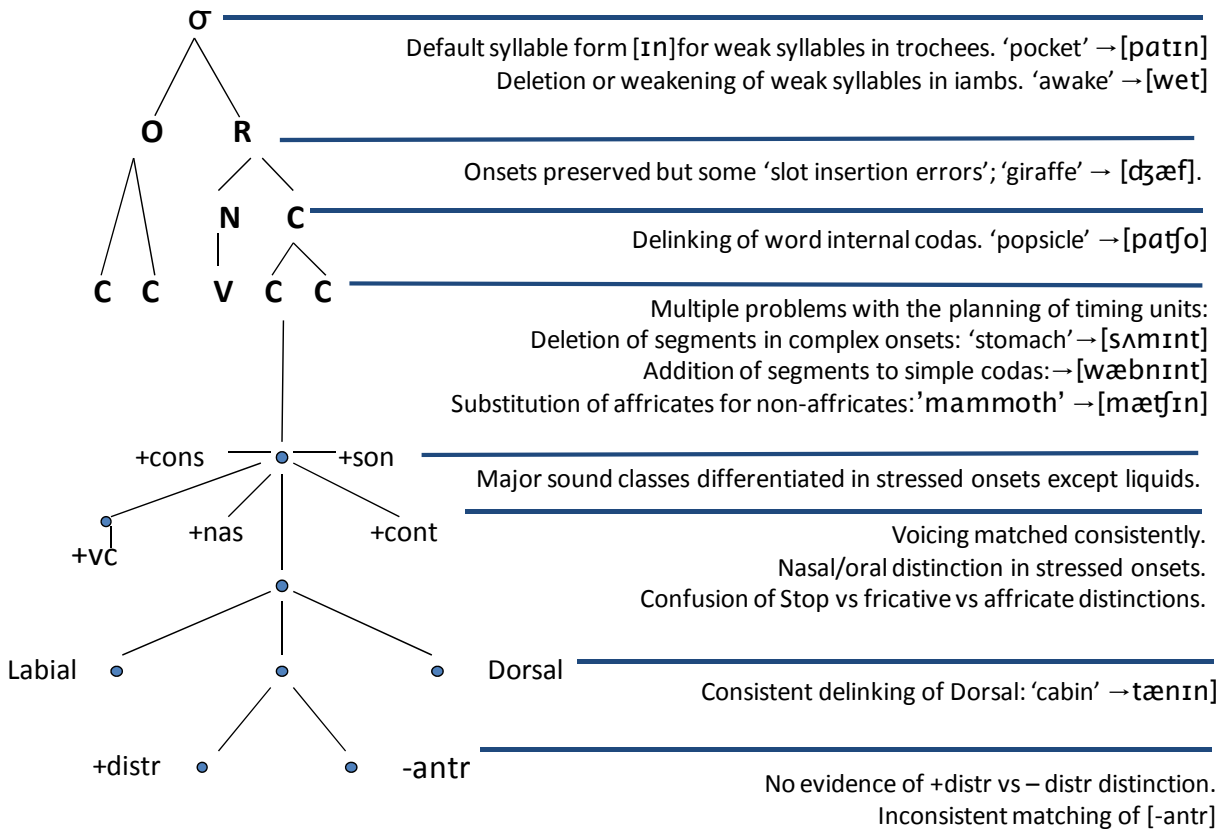 σ
Default syllable form [ɪn]for weak syllables in trochees. ‘pocket’ →[pɑtɪn]
Deletion or weakening of weak syllables in iambs. ‘awake’ →[wet]
O R
Onsets preserved but some ‘slot insertion errors’; ‘giraffe’ → [ʤæf].
N C
Delinking of word internal codas. ‘popsicle’ →[pɑʧo]
C C V C C
Multiple problems with the planning of timing units:
Deletion of segments in complex onsets: ‘stomach’→[sʌmɪnt]
Addition of segments to simple codas:→[wæbnɪnt]
Substitution of affricates for non-affricates:’mammoth’ →[mæʧɪn]
+cons +son
Major sound classes differentiated in stressed onsets except liquids.
+vc +nas +cont
Voicing matched consistently.
Nasal/oral distinction in stressed onsets.
Confusion of Stop vs fricative vs affricate distinctions.
Labial Dorsal
Consistent delinking of Dorsal: ‘cabin’ →tænɪn]
+distr -antr
No evidence of +distr vs – distr distinction.
Inconsistent matching of [-antr]